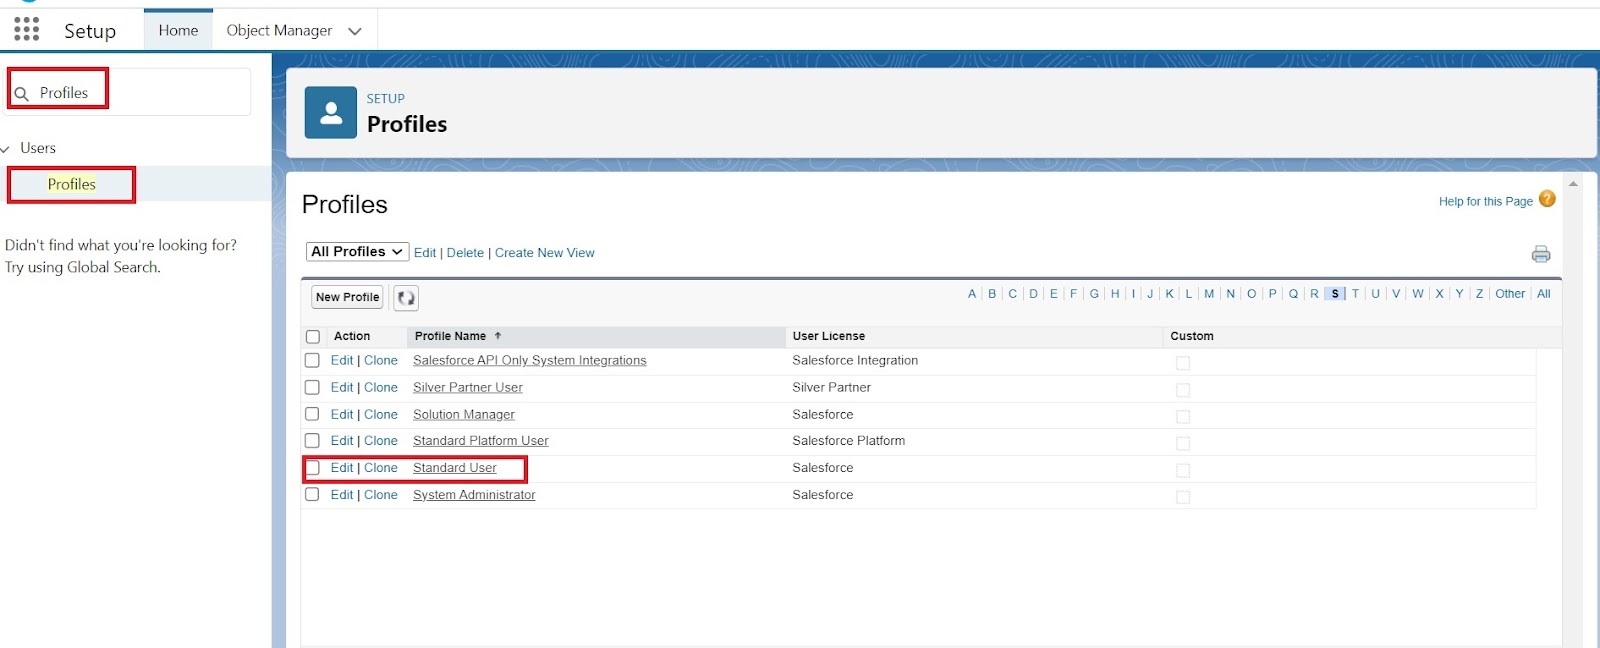 Setup Home Object Manager
Profiles
Users
Profiles
Didn't find what you're looking for?
Try using Global Search.
SETUP
Profiles
Profiles
Help for this Page ?
All Profiles Edit | Delete | Create New View
New Profile
A | B | C | D | E | F | G | H | I | J | K | L | M | N | O | P | Q | R | S | T | U | V | W | X | Y | Z | Other | All
Action Profile Name ↑ User License Custom
Edit | Clone Salesforce API Only System Integrations Salesforce Integration
Edit | Clone Silver Partner User Silver Partner
Edit | Clone Solution Manager Salesforce
Edit | Clone Standard Platform User Salesforce Platform
Edit | Clone Standard User Salesforce
Edit | Clone System Administrator Salesforce